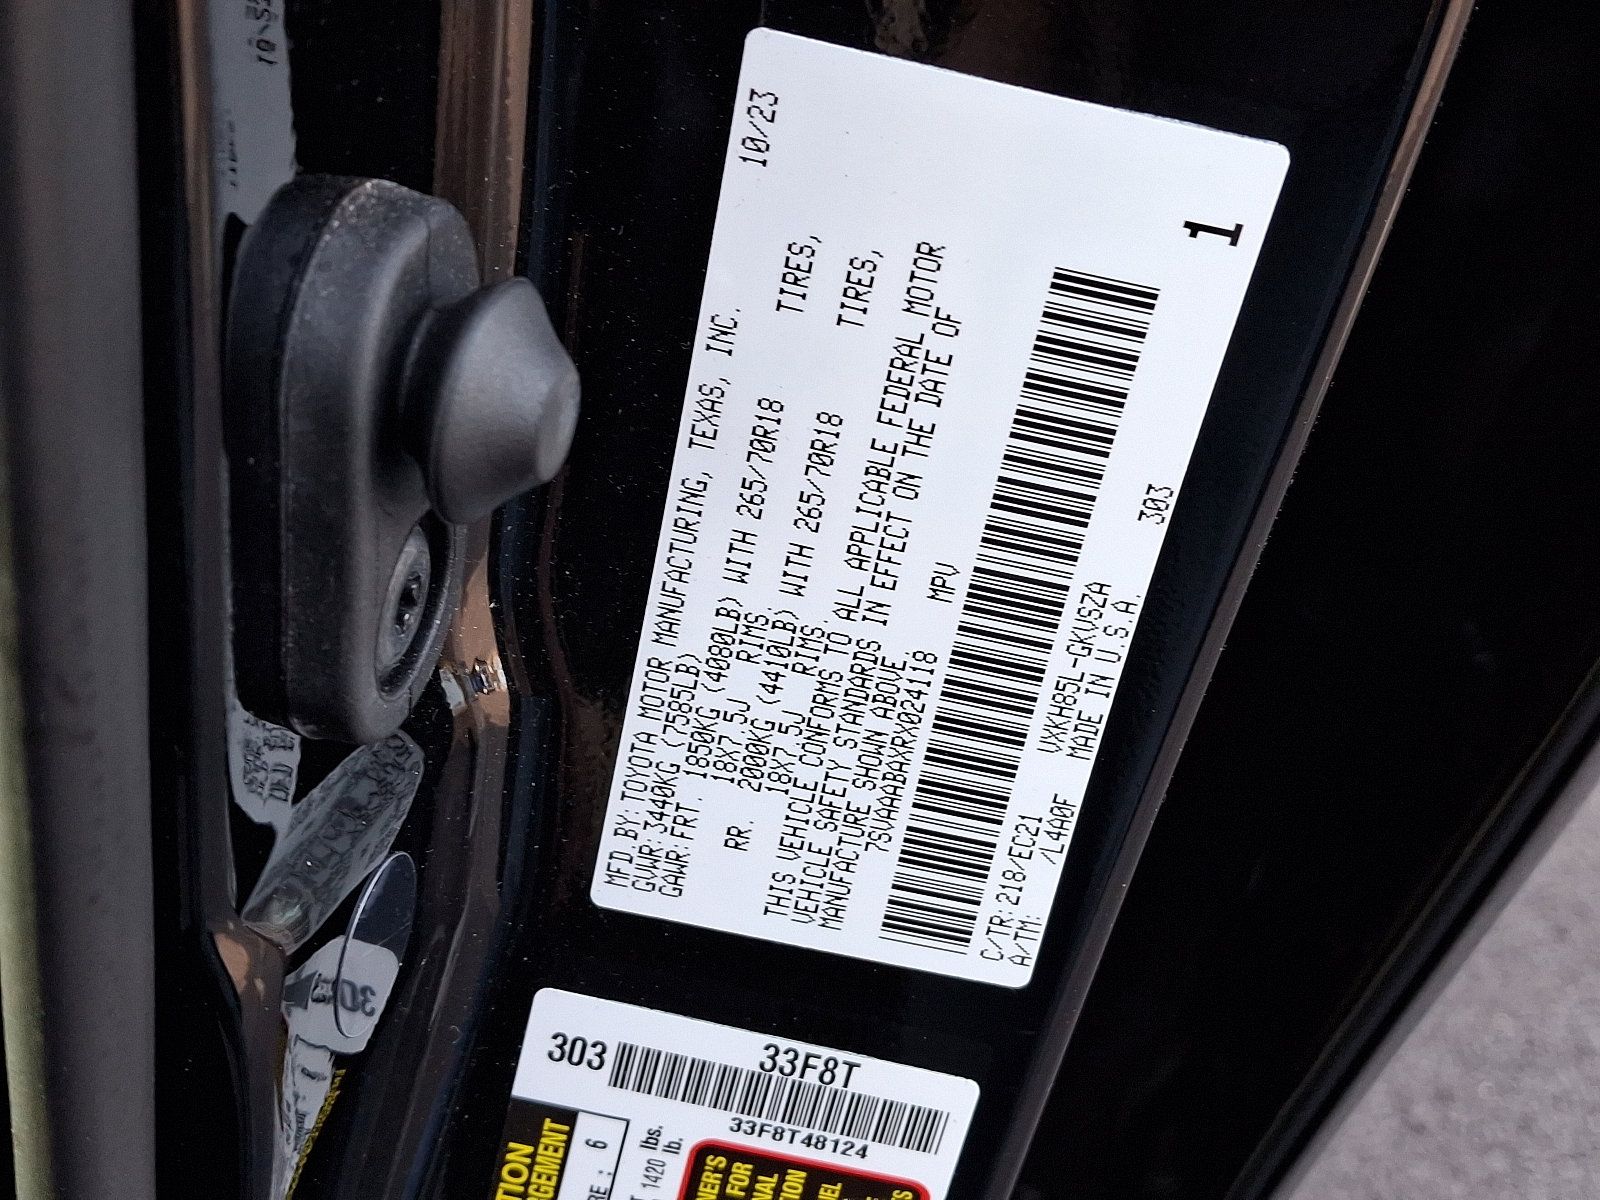 10/23
MFD.BY:TOYOTA MOTOR MANUFACTURING, TEXAS, INC.
GVWR:3440KG (7585LB)
GAWR:FRT. 1850KG (4080LB) WITH 265/70R18 TIRES,
18X7.5J RIMS.
RR. 2000KG (4410LB) WITH 265/70R18 TIRES,
18X7.5J RIMS.
THIS VEHICLE CONFORMS TO ALL APPLICABLE FEDERAL MOTOR
VEHICLE SAFETY STANDARDS IN EFFECT ON THE DATE OF
MANUFACTURE SHOWN ABOVE.
7SVAAABAXRX024118 MPV
1
C/TR:218/EC21 VXKH85L-GKVSZA 303
A/TM: /L4A0F MADE IN U.S.A.
303 33F8T
33F8T48124
6
1420 lbs.
lb.
FOR